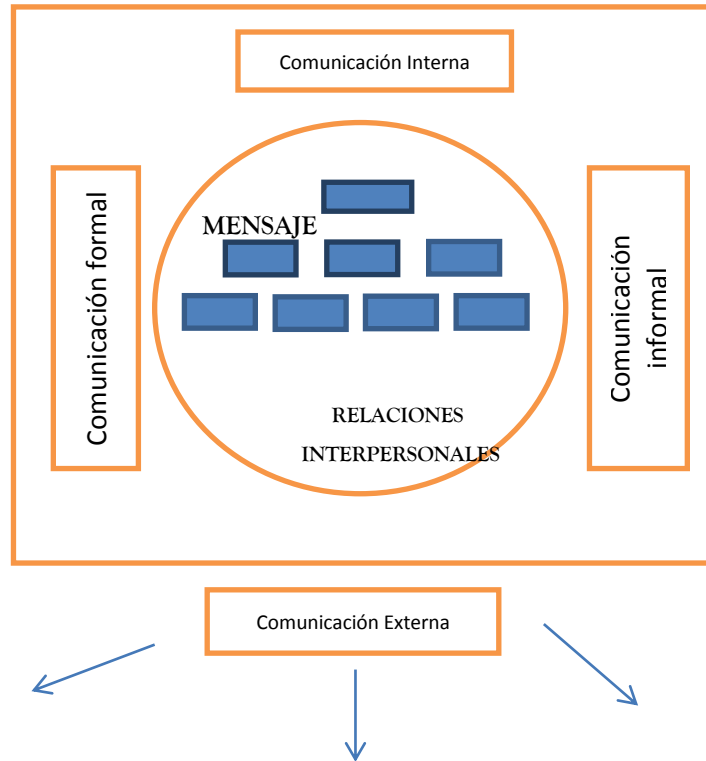 Comunicación Interna
Comunicación formal
MENSAJE
Comunicación
informal
RELACIONES
INTERPERSONALES
Comunicación Externa